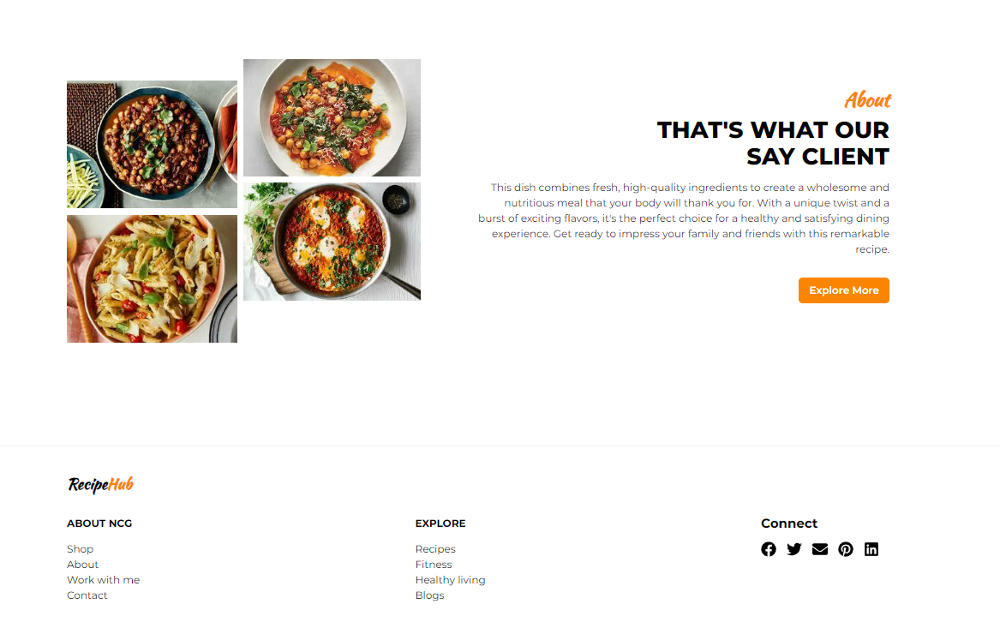 About
THAT'S WHAT OUR
SAY CLIENT
This dish combines fresh, high-quality ingredients to create a wholesome and
nutritious meal that your body will thank you for. With a unique twist and a
burst of exciting flavors, it's the perfect choice for a healthy and satisfying dining
experience. Get ready to impress your family and friends with this remarkable
recipe.
Explore More
RecipeHub
ABOUT NCG
Shop
About
Work with me
Contact
EXPLORE
Recipes
Fitness
Healthy living
Blogs
Connect